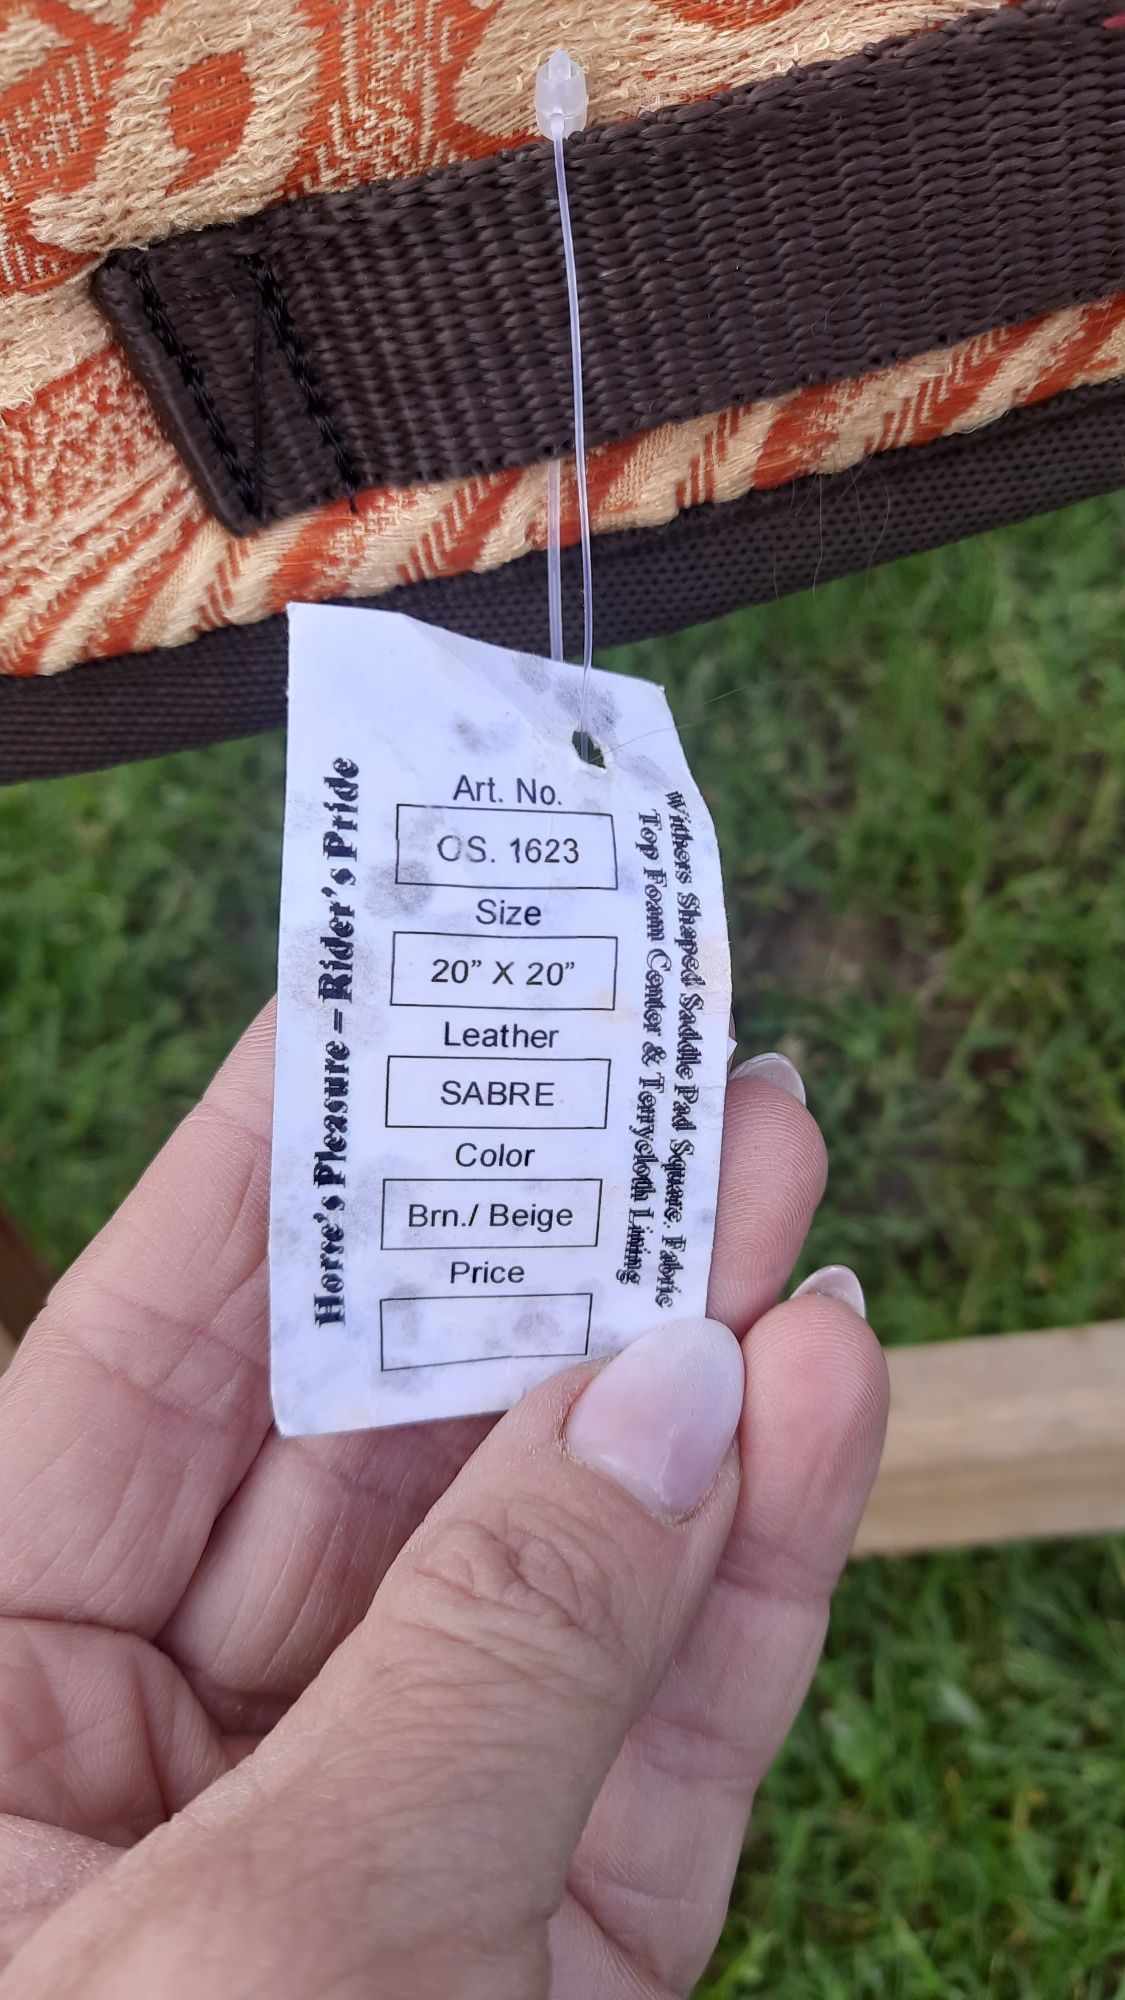 Horse's Pleasure – Rider's Pride
Art. No.
OS. 1623
Size
20” X 20”
Leather
SABRE
Color
Brn./ Beige
Price
Withers Shaped Saddle Pad Square. Fabric
Top Foam Center & Terrycloth Lining